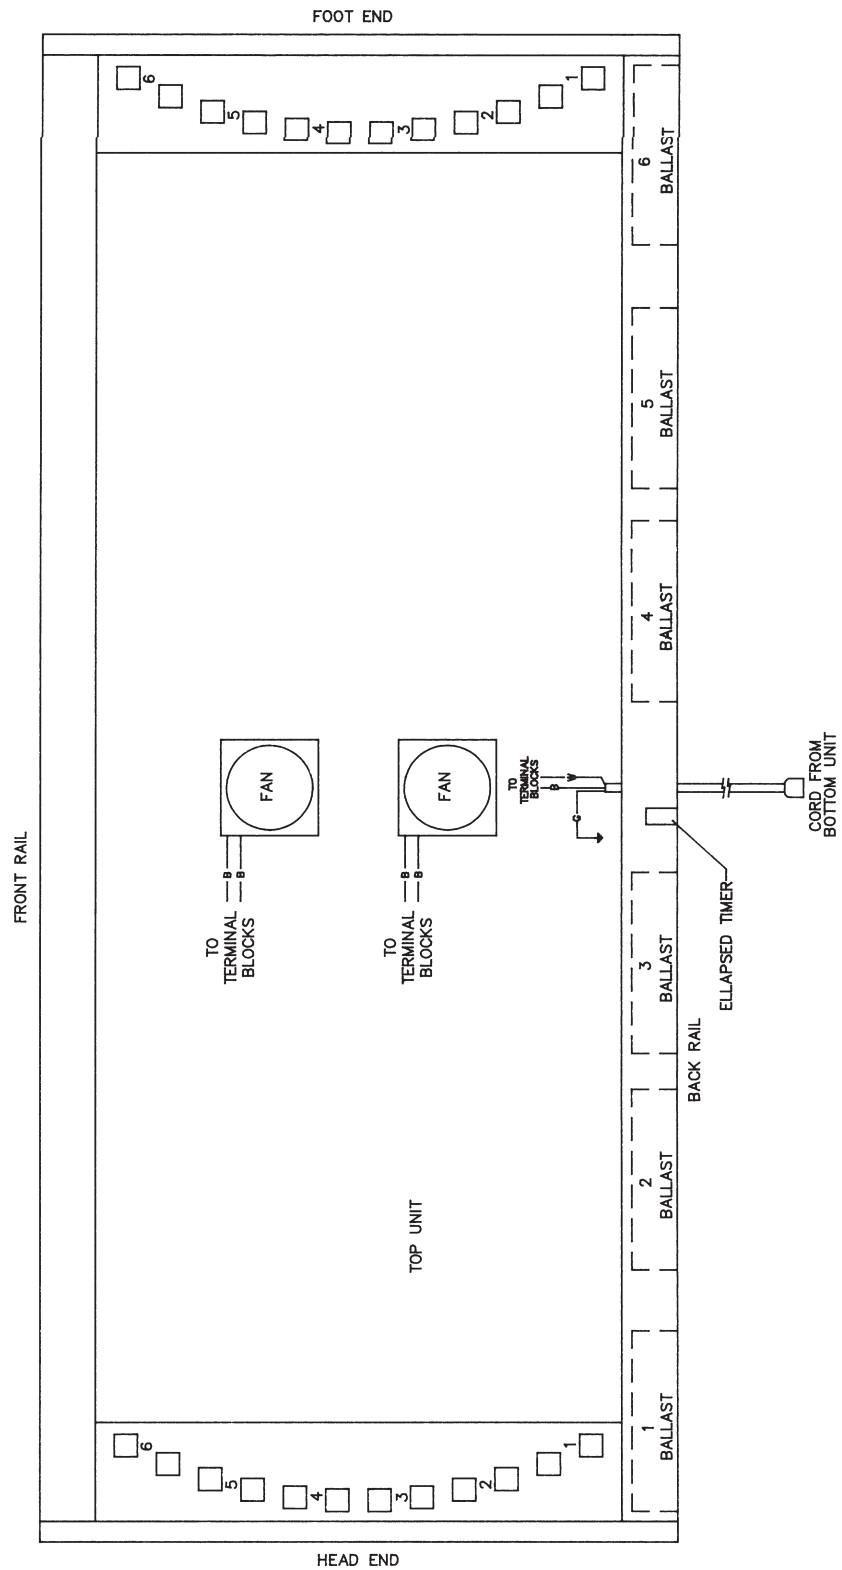 FOOT END
6
5
4
3
2
1
6
BALLAST
5
BALLAST
4
BALLAST
FRONT RAIL
FAN
B
B
TO
TERMINAL
BLOCKS
FAN
B
B
TO
TERMINAL
BLOCKS
TO
TERMINAL
BLOCKS
W
B
G
CORD FROM
BOTTOM UNIT
ELLAPSED TIMER
3
BALLAST
BACK RAIL
2
BALLAST
TOP UNIT
1
BALLAST
6
5
4
3
2
1
HEAD END